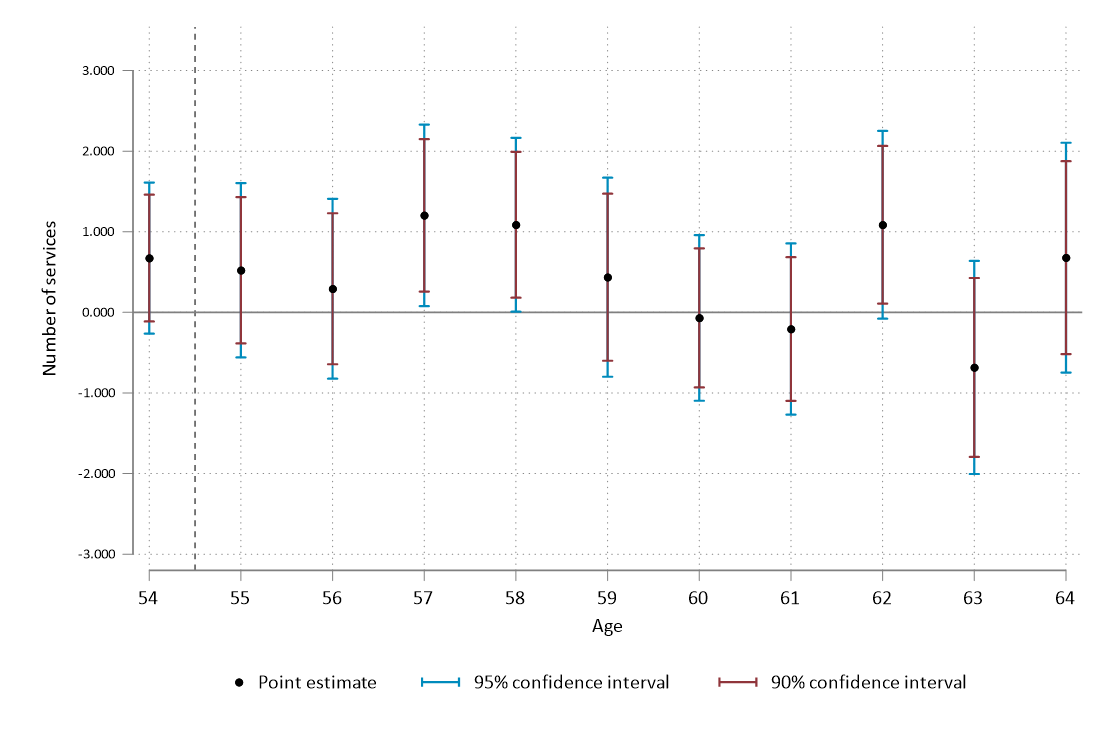 3.000
2.000
1.000
0.000
-1.000
-2.000
-3.000
Number of services
54 55 56 57 58 59 60 61 62 63 64
Age
Point estimate 95% confidence interval 90% confidence interval